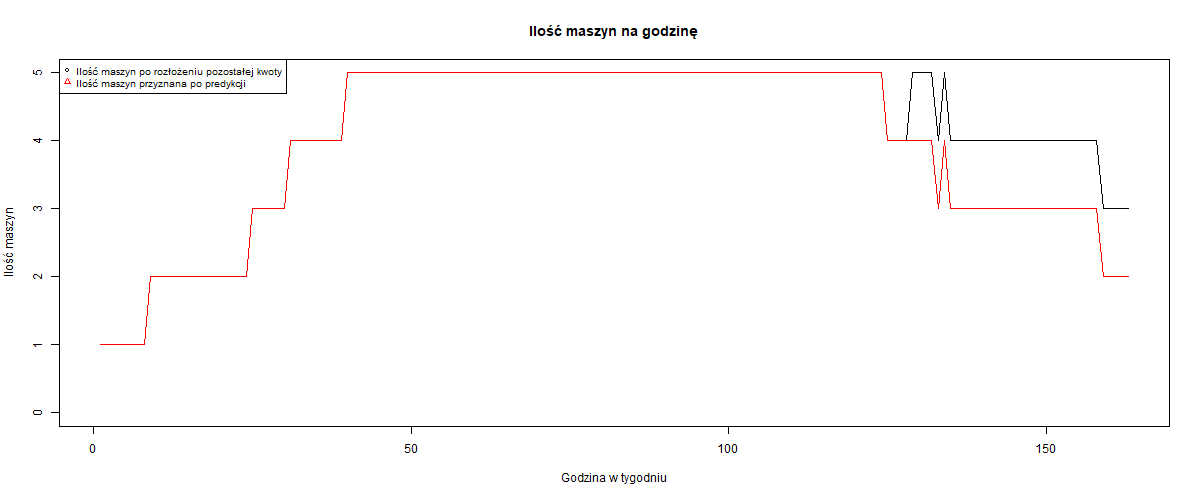 Ilość maszyn na godzinę
Ilość maszyn po rozłożeniu pozostałej kwoty
Ilość maszyn przyznana po predykcji
5
4
3
2
1
0
Ilość maszyn
0 50 100 150
Godzina w tygodniu